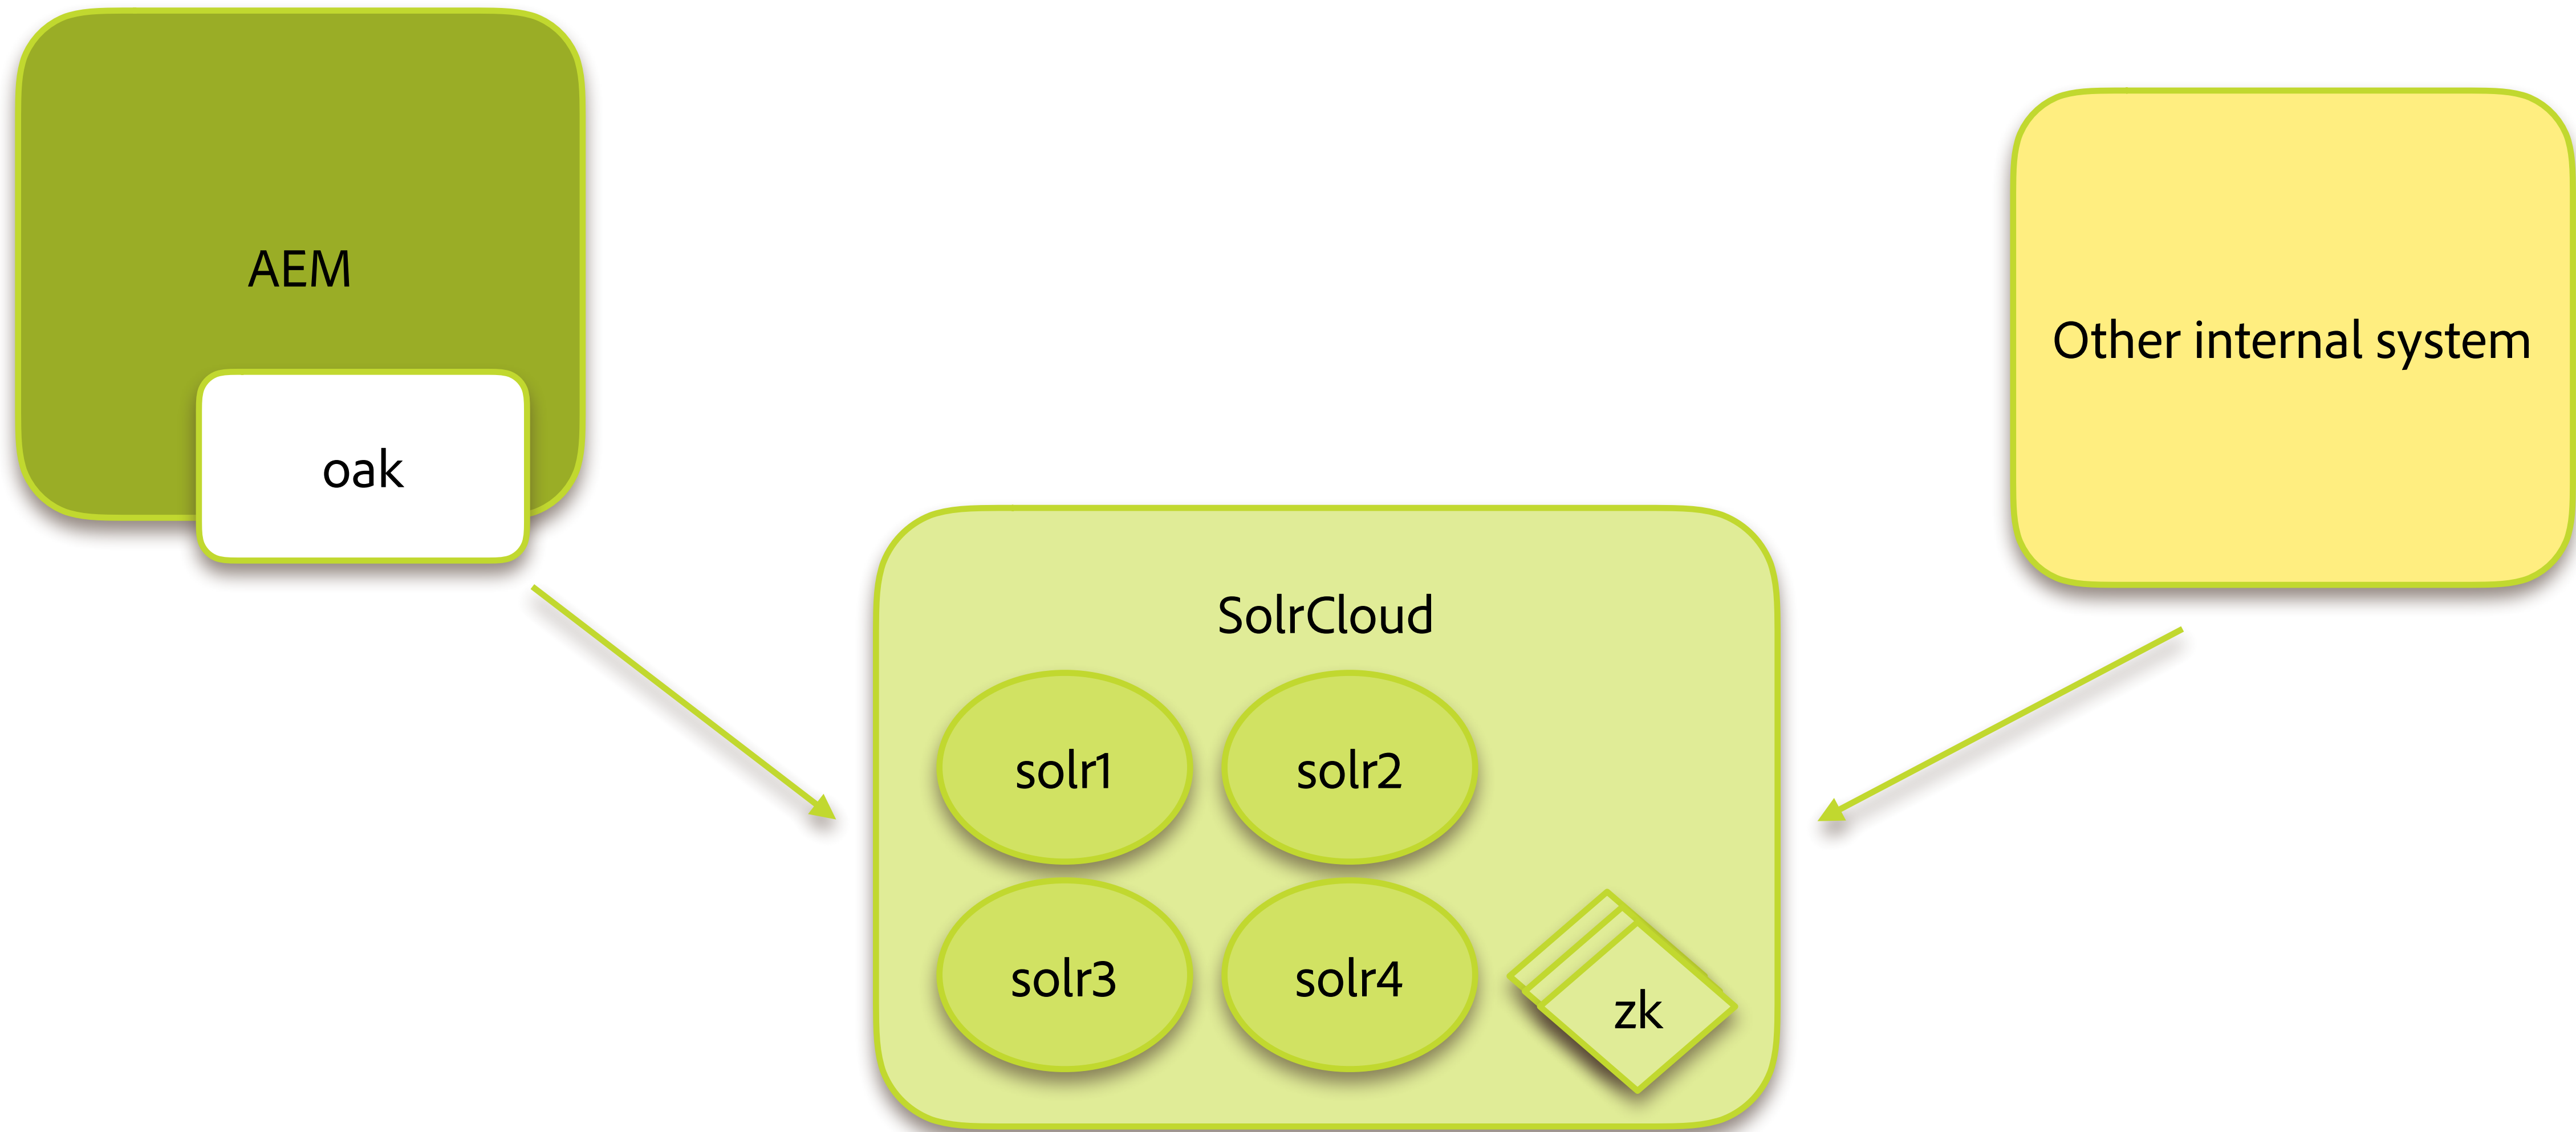 AEM
oak
Other internal system
SolrCloud
solr1
solr2
solr3
solr4
zk